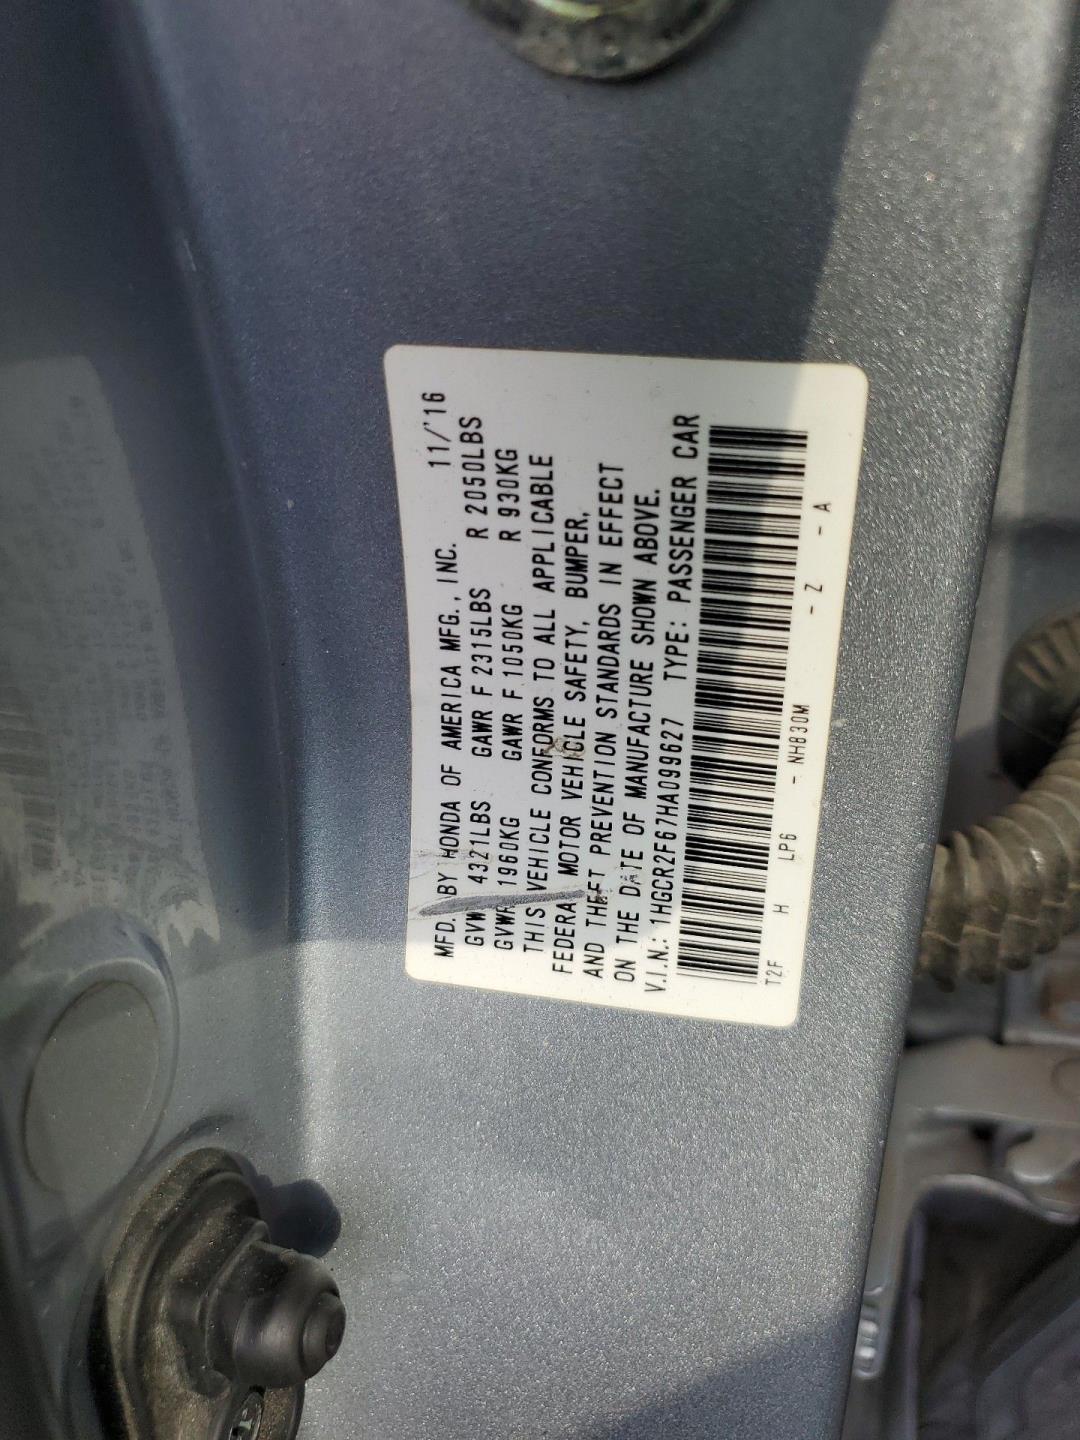 MFD. BY HONDA OF AMERICA MFG., INC. 11/'16
GVWR 4321LBS GAWR F 2315LBS R 2050LBS
GVWR 1960KG GAWR F 1050KG R 930KG
THIS VEHICLE CONFORMS TO ALL APPLICABLE
FEDERAL MOTOR VEHICLE SAFETY, BUMPER,
AND THEFT PREVENTION STANDARDS IN EFFECT
ON THE DATE OF MANUFACTURE SHOWN ABOVE.
V.I.N.: 1HGCR2F67HA099627 TYPE: PASSENGER CAR
T2F H LP6 - NH830M - Z - A